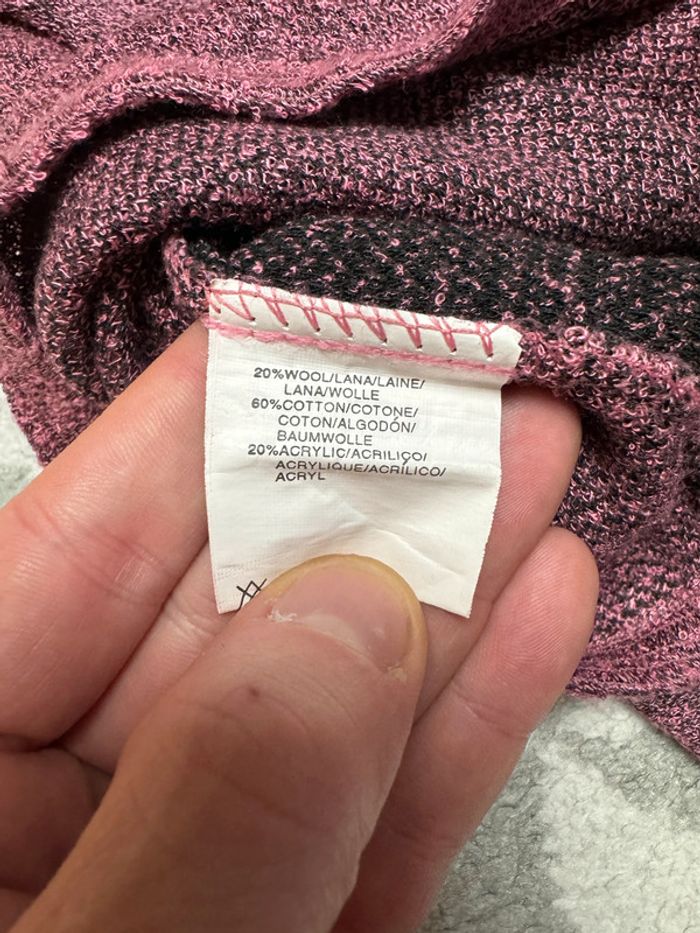 20%WOOL/LANA/LAINE/
LANA/WOLLE
60%COTTON/COTONE/
COTON/ALGODÓN/
BAUMWOLLE
20%ACRYLIC/ACRILICO/
ACRYLIQUE/ACRÍLICO/
ACRYL